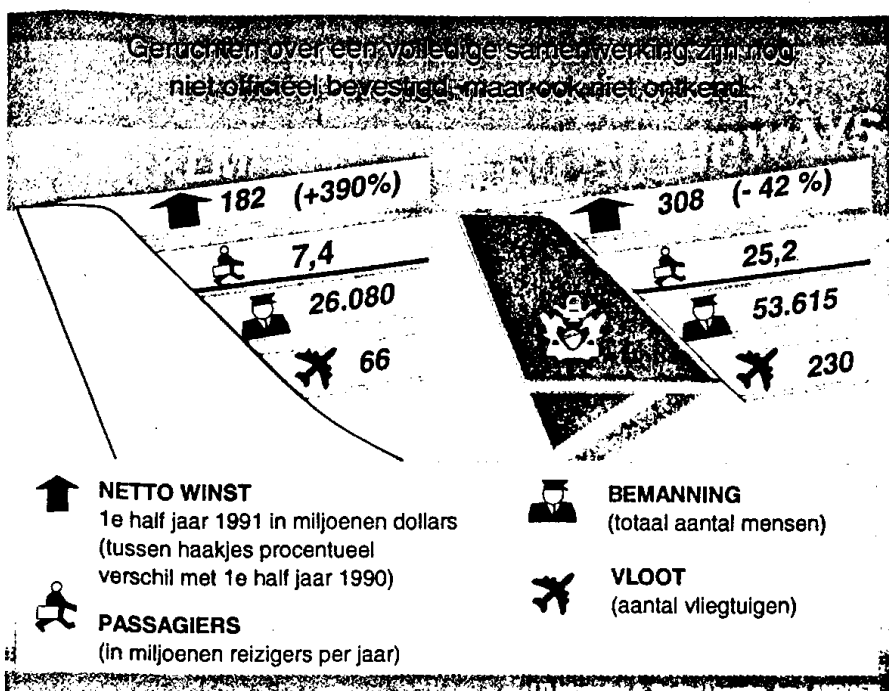 Geruchten over een volledige samenwerking zijn nog
niet officieel bevestigd, maar ook niet ontkend.
182 (+390%)
7,4
26.080
66
308 (- 42 %)
25,2
53.615
230
NETTO WINST
1e half jaar 1991 in miljoenen dollars
(tussen haakjes procentueel
verschil met 1e half jaar 1990)
PASSAGIERS
(in miljoenen reizigers per jaar)
BEMANNING
(totaal aantal mensen)
VLOOT
(aantal vliegtuigen)